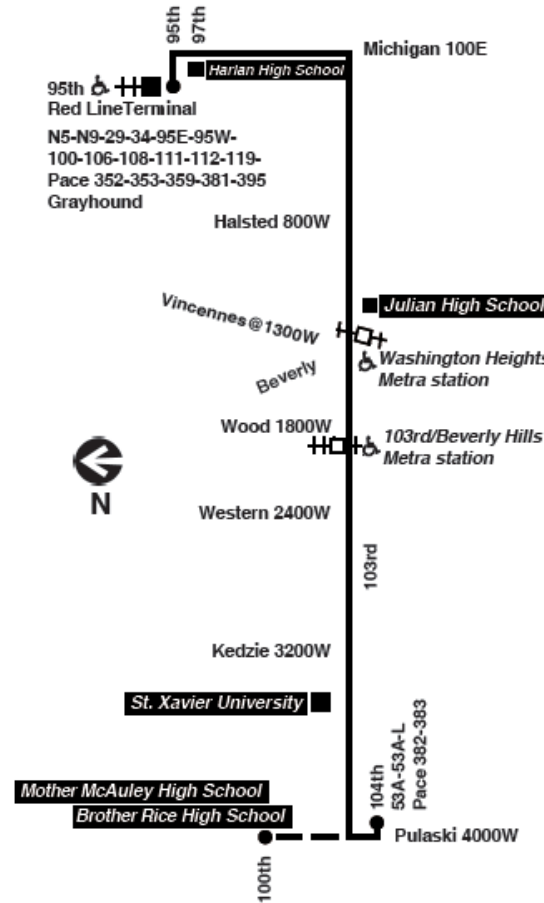 95th
97th
Michigan 100E
Harlan High School
95th
Red LineTerminal
N5-N9-29-34-95E-95W-
100-106-108-111-112-119-
Pace 352-353-359-381-395
Grayhound
Halsted 800W
Vincennes@1300W
Julian High School
Washington Heights
Metra station
Beverly
Wood 1800W
103rd/Beverly Hills
Metra station
N
Western 2400W
103rd
Kedzie 3200W
St. Xavier University
104th
53A-53A-L
Pace 382-383
Mother McAuley High School
Brother Rice High School
Pulaski 4000W
100th